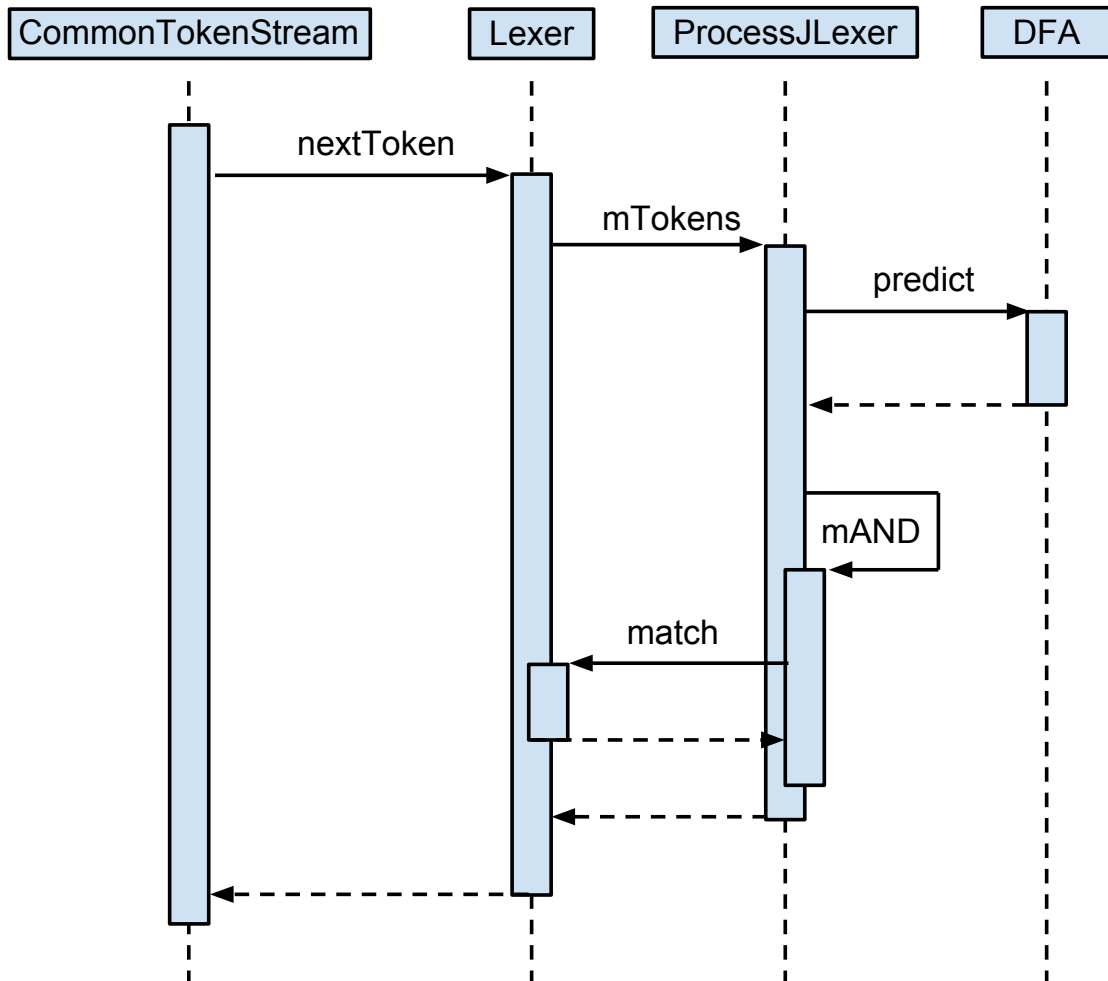 CommonTokenStream
Lexer
ProcessJLexer
DFA
nextToken
mTokens
predict
mAND
match